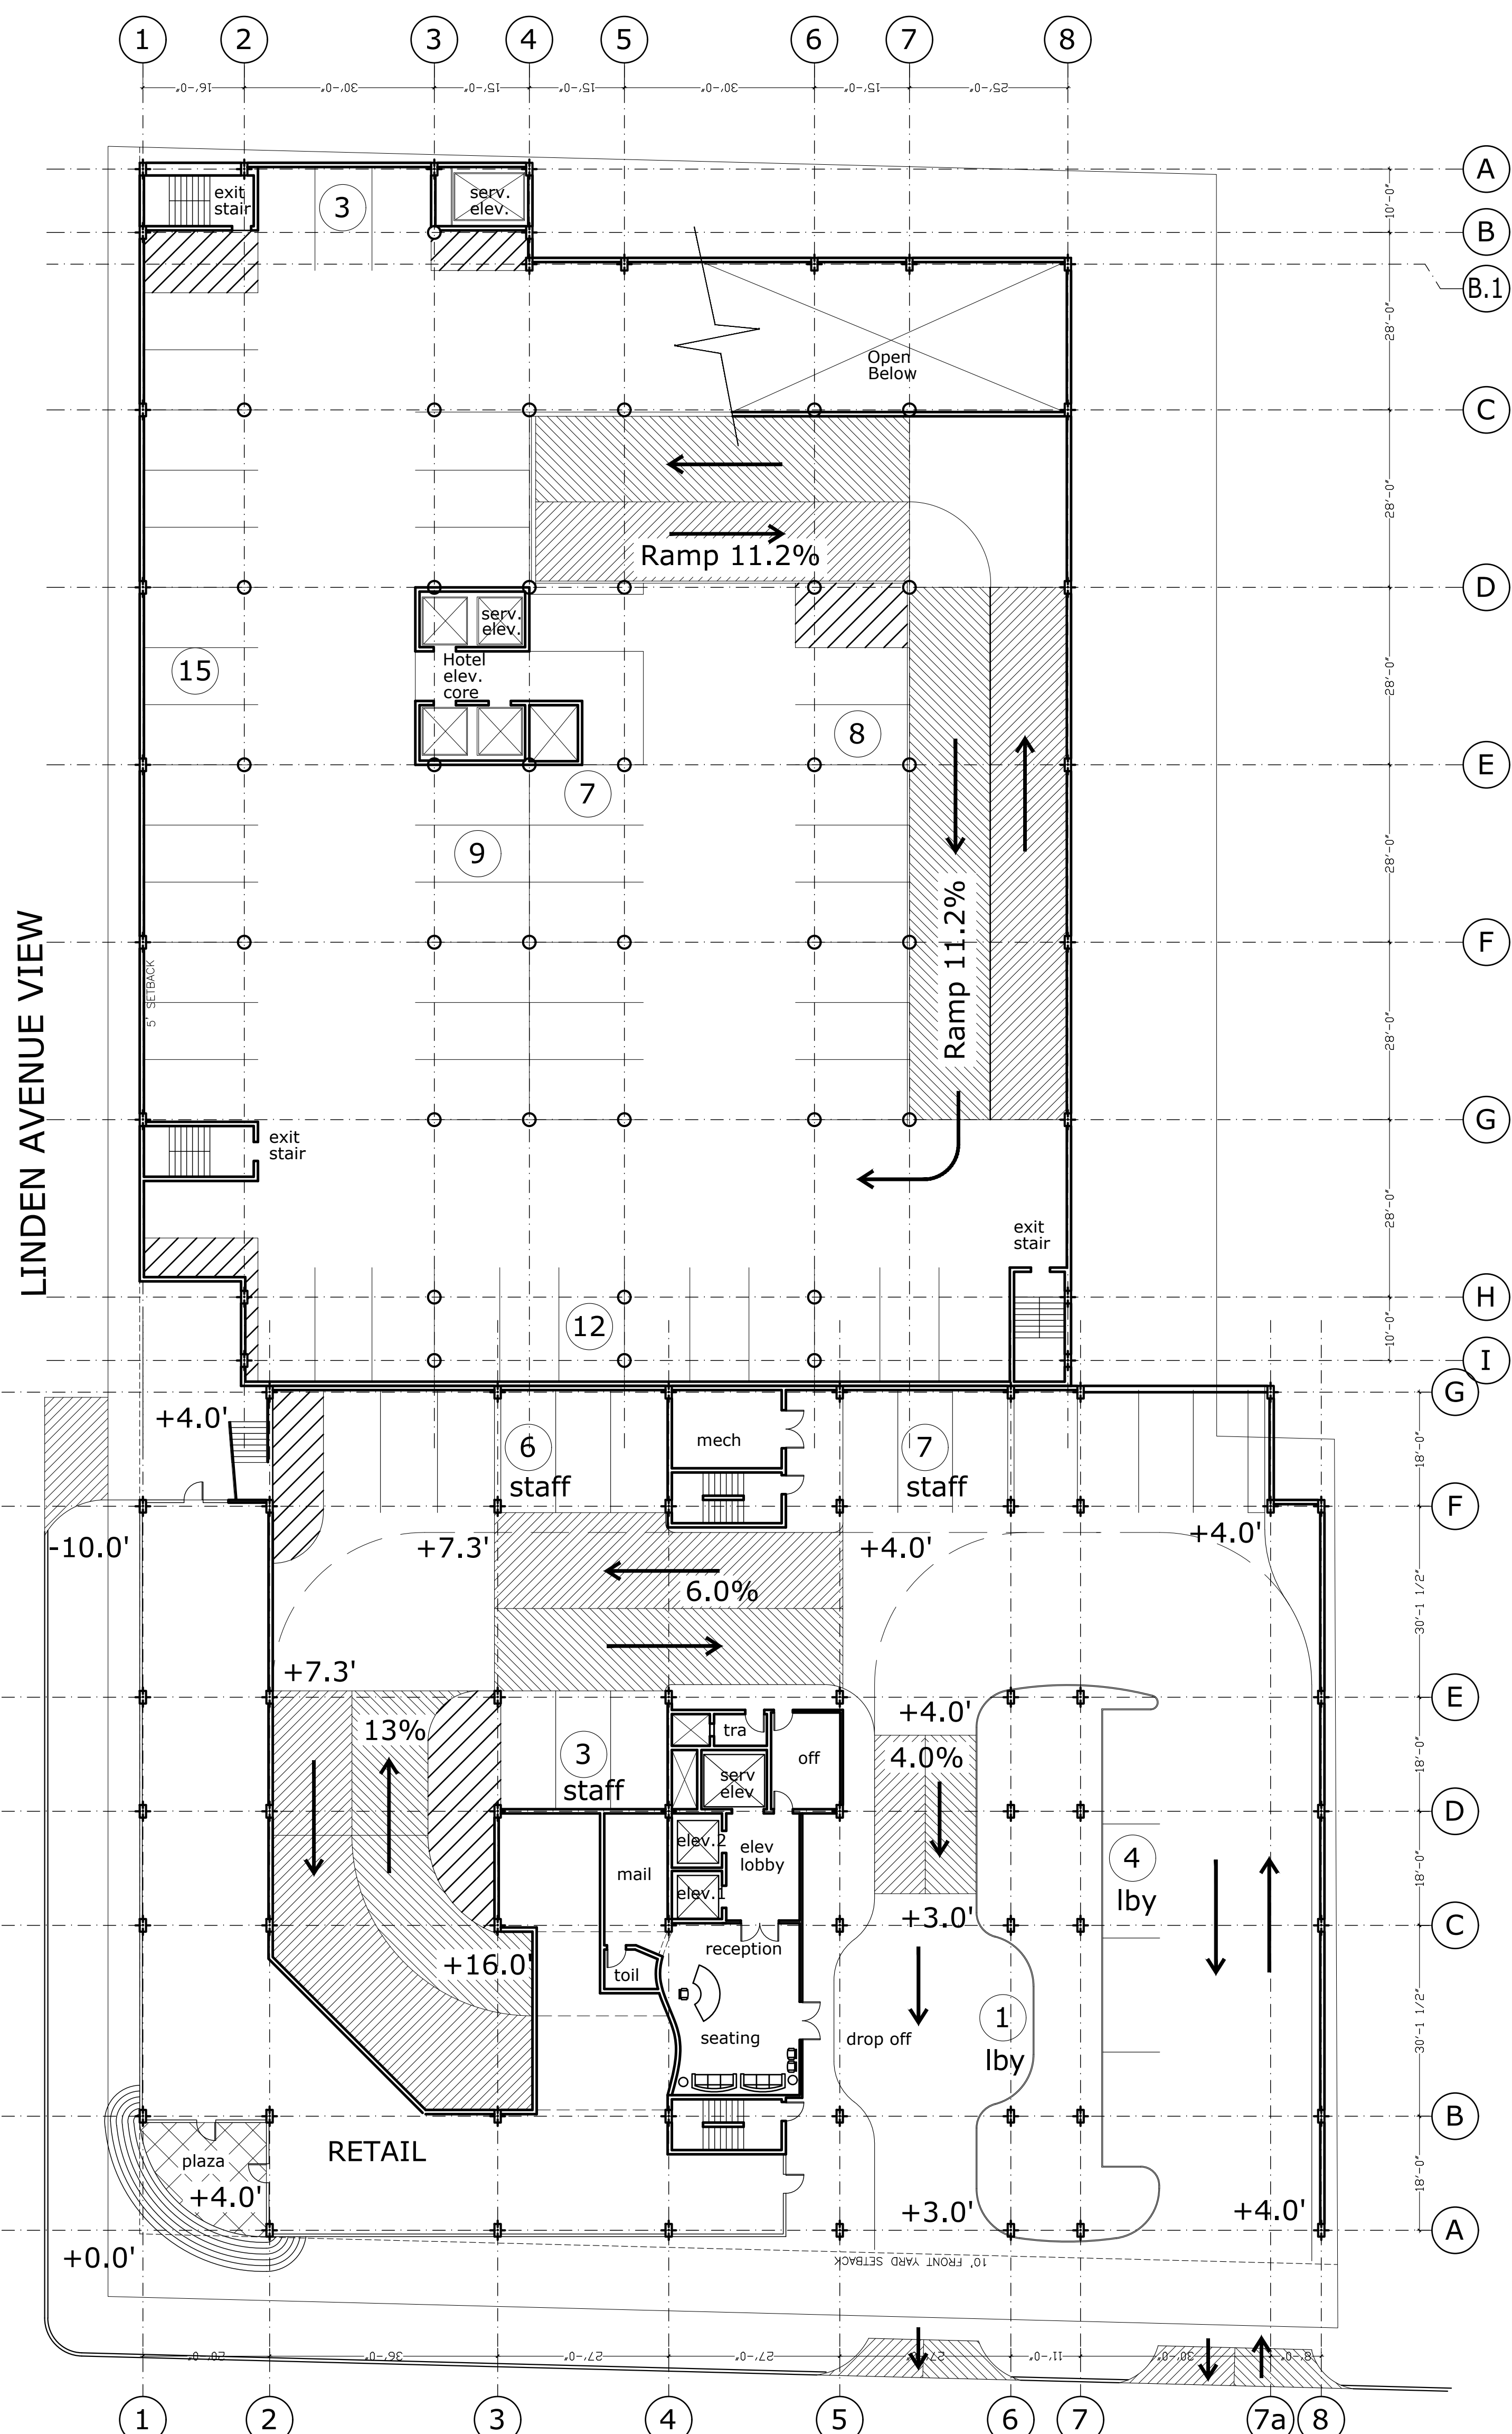 1 2 3 4 5 6 7 8
16'-0" 30'-0" 15'-0" 15'-0" 30'-0" 15'-0" 25'-0"
A
10'-0"
exit
stair
3
serv.
elev.
B
B.1
28'-0"
Open
Below
C
28'-0"
Ramp 11.2%
D
serv.
elev.
Hotel
elev.
core
15
28'-0"
8
E
7
9
28'-0"
Ramp 11.2%
LINDEN AVENUE VIEW
F
5' SETBACK
28'-0"
G
exit
stair
28'-0"
exit
stair
H
12
10'-0"
I
G
+4.0'
6
staff
mech
7
staff
18'-0"
F
-10.0'
+7.3'
+4.0'
+4.0'
6.0%
30'-1 1/2"
+7.3'
E
+4.0'
13%
tra
off
4.0%
3
staff
serv
elev
18'-0"
D
elev.2
elev
lobby
mail
4
lby
18'-0"
elev.1
+3.0'
C
reception
+16.0'
toil
1
lby
seating
drop off
30'-1 1/2"
B
RETAIL
plaza
+4.0'
18'-0"
+3.0'
+4.0'
A
+0.0'
10' FRONT YARD SETBACK
20'-0" 36'-0" 27'-0" 27'-0" 27'-0" 11'-0" 30'-0" 8'-0"
1 2 3 4 5 6 7 7a 8